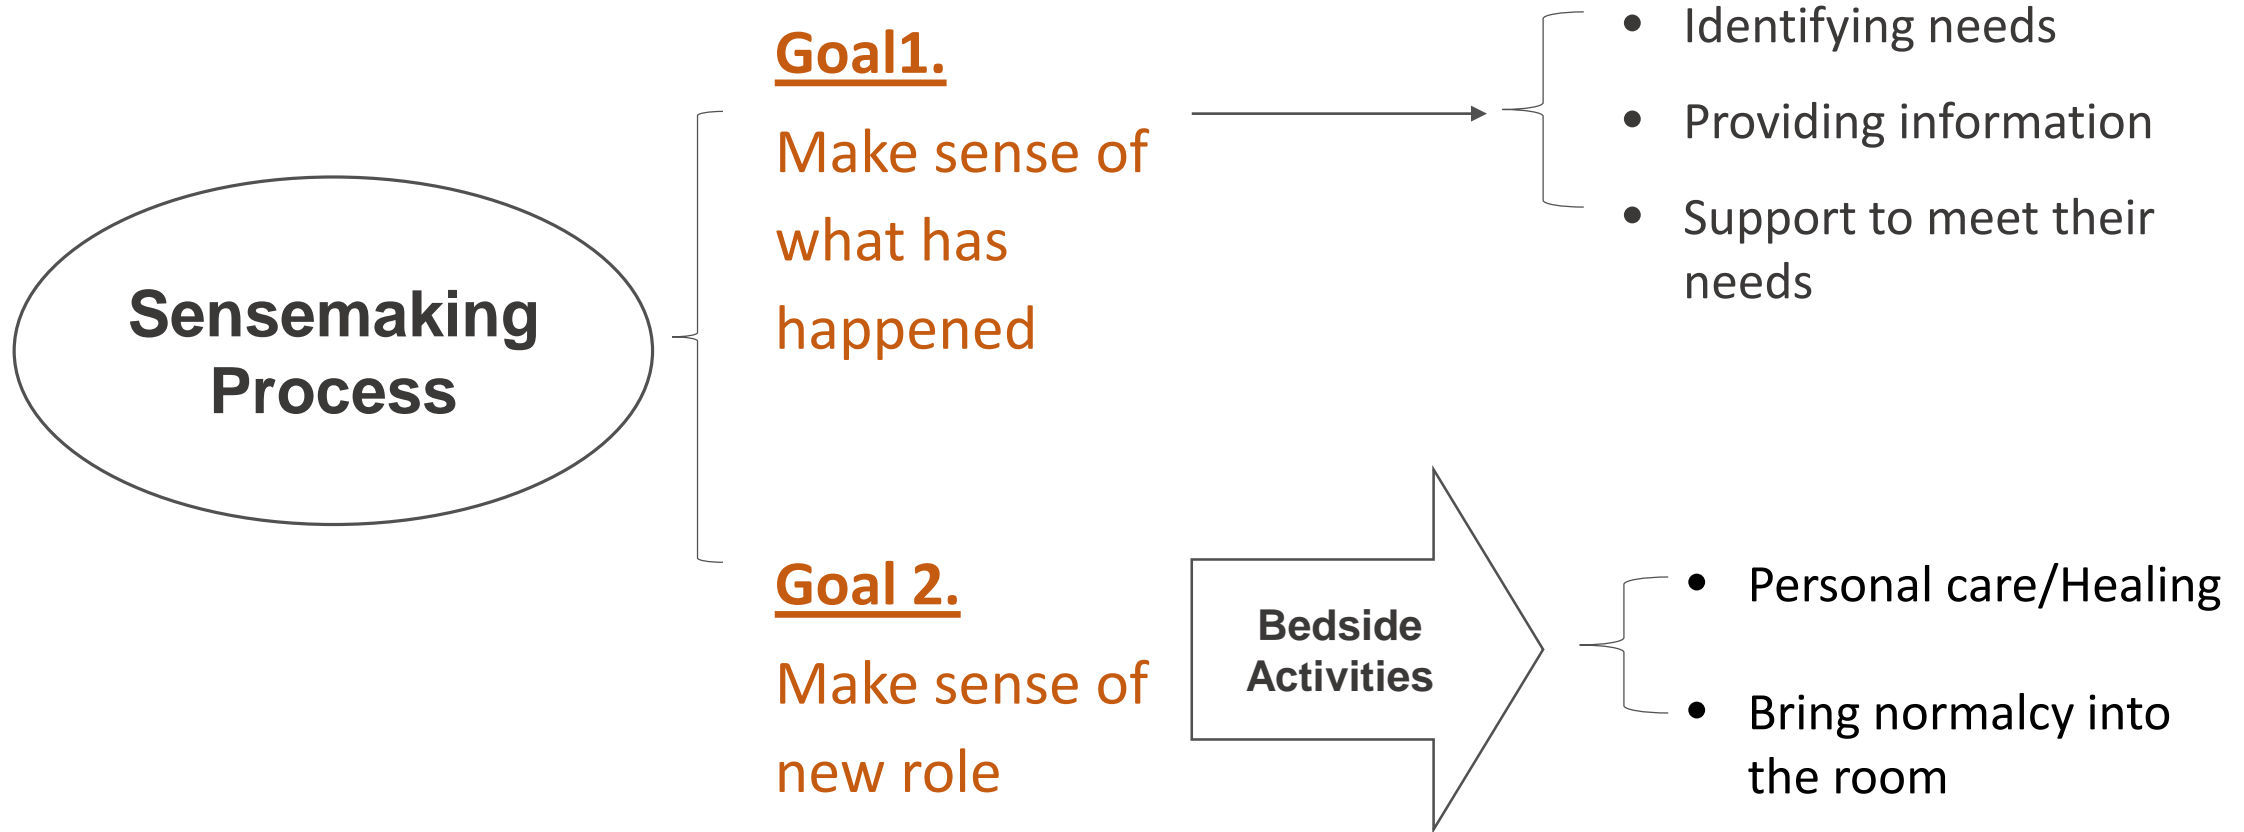 Sensemaking
Process
Goal1.
Make sense of
what has
happened
• Identifying needs
• Providing information
• Support to meet their
needs
Goal 2.
Make sense of
new role
Bedside
Activities
• Personal care/Healing
• Bring normalcy into
the room